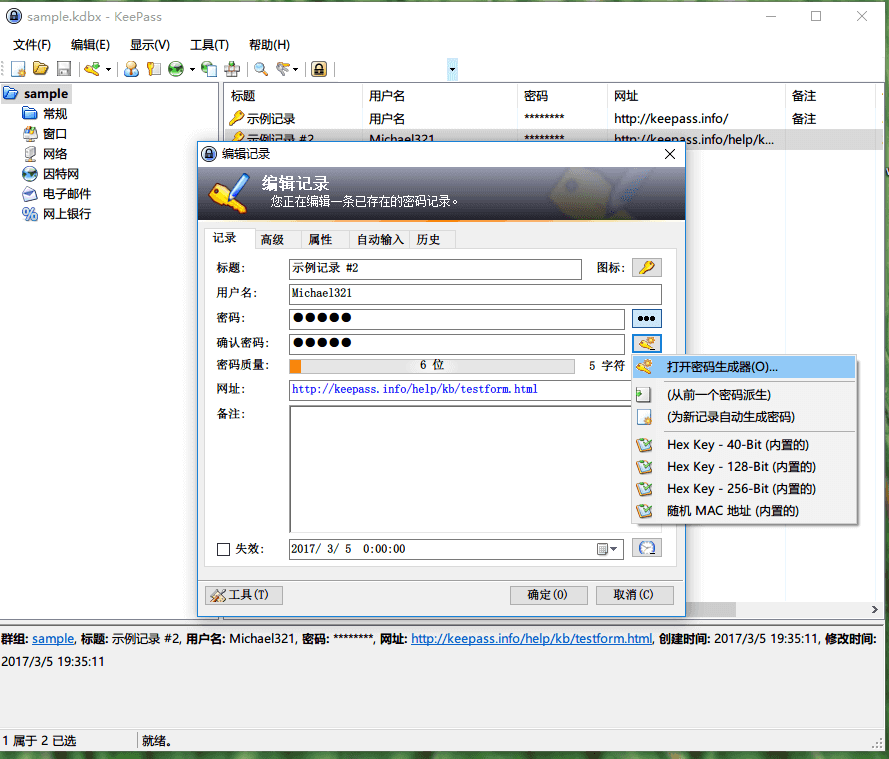 sample.kdbx - KeePass
文件(F) 编辑(E) 显示(V) 工具(T) 帮助(H)
sample
常规
窗口
网络
因特网
电子邮件
网上银行
标题 用户名 密码 网址 备注
示例记录 用户名 ******** http://keepass.info/ 备注
示例记录 #2 Michael321 ******** http://keepass.info/help/k...
编辑记录
编辑记录
您正在编辑一条已存在的密码记录。
记录 高级 属性 自动输入 历史
标题: 示例记录 #2 图标:
用户名: Michael321
密码: ●●●●●
确认密码: ●●●●●
密码质量: 6 位 5 字符
网址: http://keepass.info/help/kb/testform.html
备注:
打开密码生成器(O)...
(从前一个密码派生)
(为新记录自动生成密码)
Hex Key - 40-Bit (内置的)
Hex Key - 128-Bit (内置的)
Hex Key - 256-Bit (内置的)
随机 MAC 地址 (内置的)
失效: 2017/ 3/ 5 0:00:00
工具(T) 确定(O) 取消(C)
群组: sample, 标题: 示例记录 #2, 用户名: Michael321, 密码: ********, 网址: http://keepass.info/help/kb/testform.html, 创建时间: 2017/3/5 19:35:11, 修改时间:
2017/3/5 19:35:11
1 属于 2 已选 就绪。